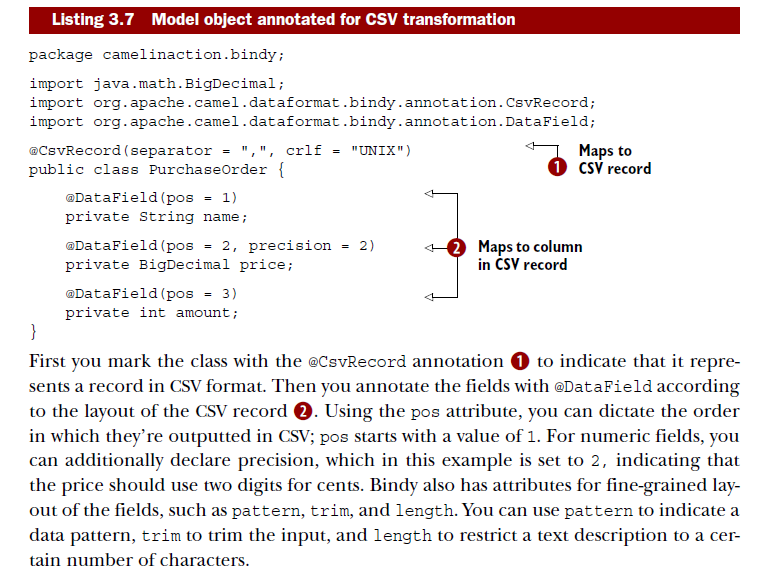 Listing 3.7 Model object annotated for CSV transformation
package camelinaction.bindy;
import java.math.BigDecimal;
import org.apache.camel.dataformat.bindy.annotation.CsvRecord;
import org.apache.camel.dataformat.bindy.annotation.DataField;
@CsvRecord(separator = ",", crlf = "UNIX")
public class PurchaseOrder {
1 Maps to
CSV record
@DataField(pos = 1)
private String name;
@DataField(pos = 2, precision = 2)
private BigDecimal price;
2 Maps to column
in CSV record
@DataField(pos = 3)
private int amount;
}
First you mark the class with the @CsvRecord annotation 1 to indicate that it repre-
sents a record in CSV format. Then you annotate the fields with @DataField according
to the layout of the CSV record 2. Using the pos attribute, you can dictate the order
in which they're outputted in CSV; pos starts with a value of 1. For numeric fields, you
can additionally declare precision, which in this example is set to 2, indicating that
the price should use two digits for cents. Bindy also has attributes for fine-grained lay-
out of the fields, such as pattern, trim, and length. You can use pattern to indicate a
data pattern, trim to trim the input, and length to restrict a text description to a cer-
tain number of characters.